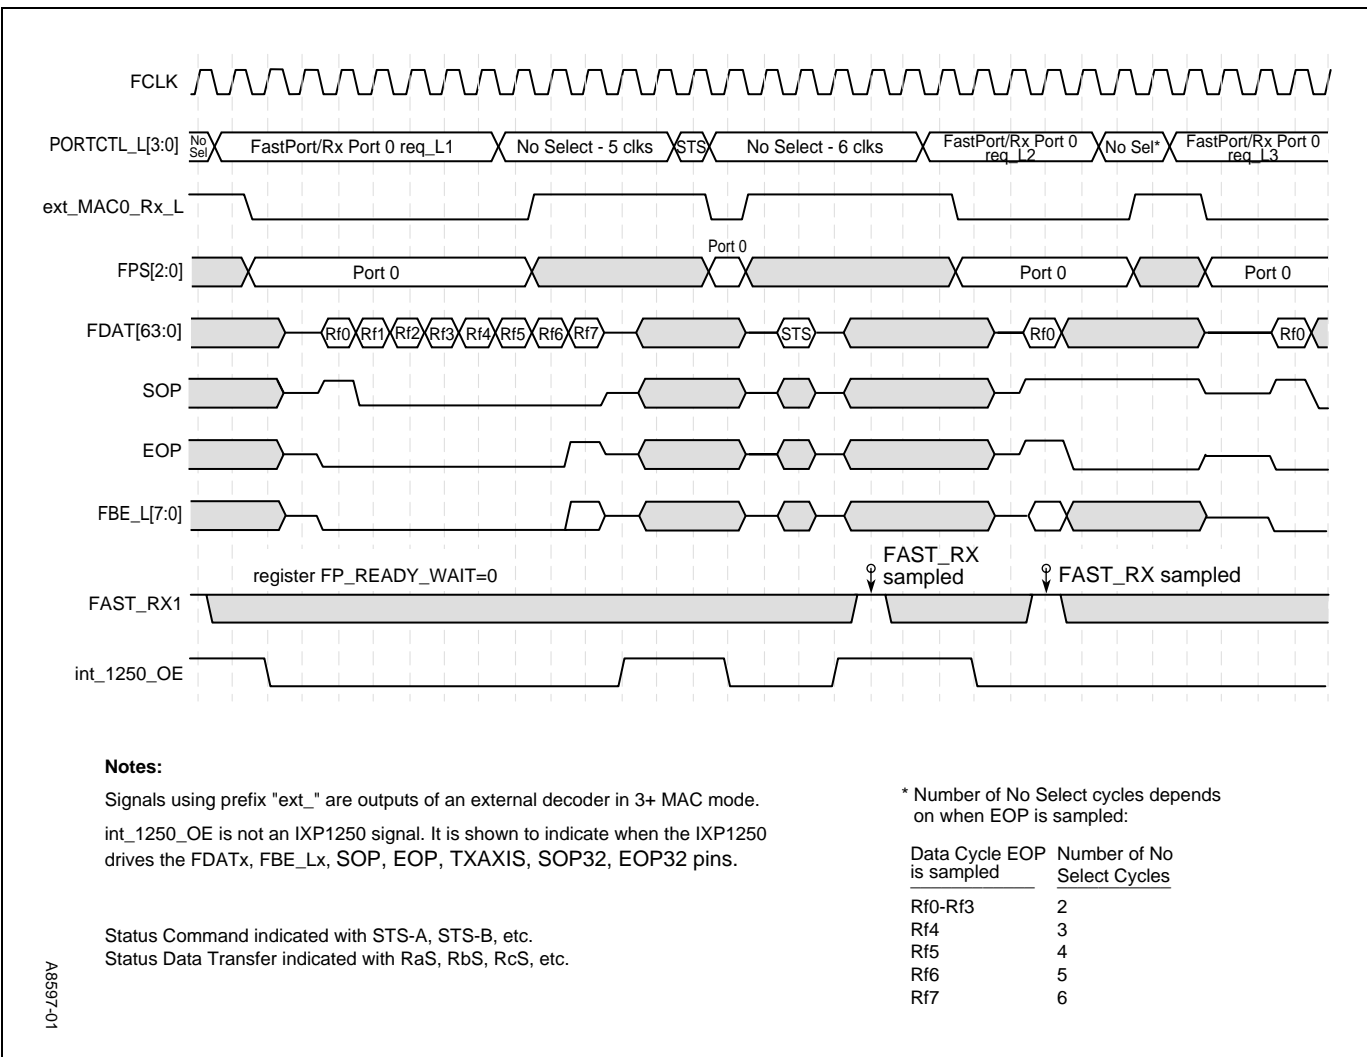 FCLK
PORTCTL_L[3:0]
No
Sel
FastPort/Rx Port 0 req_L1
No Select - 5 clks
STS
No Select - 6 clks
FastPort/Rx Port 0
req_L2
No Sel*
FastPort/Rx Port 0
req_L3
ext_MAC0_Rx_L
Port 0
FPS[2:0]
Port 0
Port 0
Port 0
FDAT[63:0]
Rf0
Rf1
Rf2
Rf3
Rf4
Rf5
Rf6
Rf7
STS
Rf0
Rf0
SOP
EOP
FBE_L[7:0]
register FP_READY_WAIT=0
FAST_RX
sampled
FAST_RX sampled
FAST_RX1
int_1250_OE
Notes:
Signals using prefix "ext_" are outputs of an external decoder in 3+ MAC mode.
int_1250_OE is not an IXP1250 signal. It is shown to indicate when the IXP1250
drives the FDATx, FBE_Lx, SOP, EOP, TXAXIS, SOP32, EOP32 pins.
Status Command indicated with STS-A, STS-B, etc.
Status Data Transfer indicated with RaS, RbS, RcS, etc.
* Number of No Select cycles depends
on when EOP is sampled:
Data Cycle EOP
is sampled
Number of No
Select Cycles
Rf0-Rf3 2
Rf4 3
Rf5 4
Rf6 5
Rf7 6
A8597-01